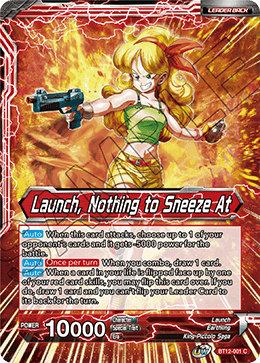 LEADER BACK
Launch, Nothing to Sneeze At
Auto When this card attacks, choose up to 1 of your
opponent's cards and it gets -5000 power for the
battle.
Auto Once per turn When you combo, draw 1 card.
Auto When a card in your life is flipped face up by one
of your red card skills, you may flip this card over. If you
do, draw 1 card and you can't flip your Leader Card to
its back for the turn.
POWER 10000
Character Launch
Special Trait Earthling
Era King Piccolo Saga
BT12-001 C